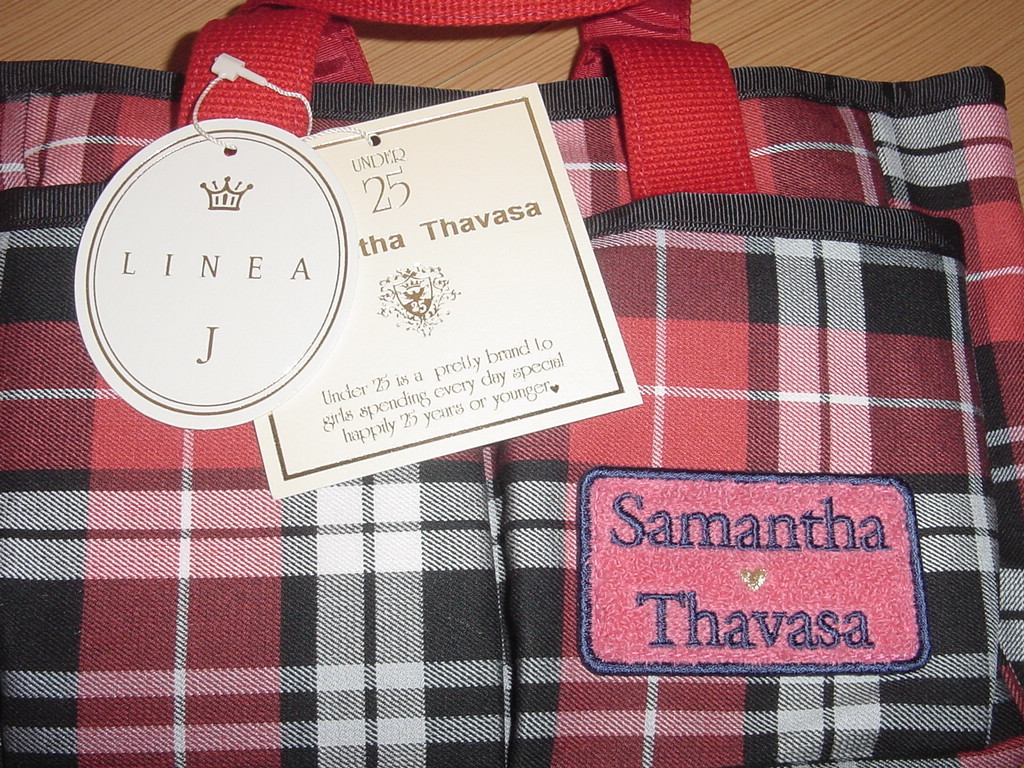 LINEA
J
UNDER
25
tha Thavasa
25
Under 25 is a pretty brand to
girls spending every day special
happily 25 years or younger♥
Samantha
Thavasa